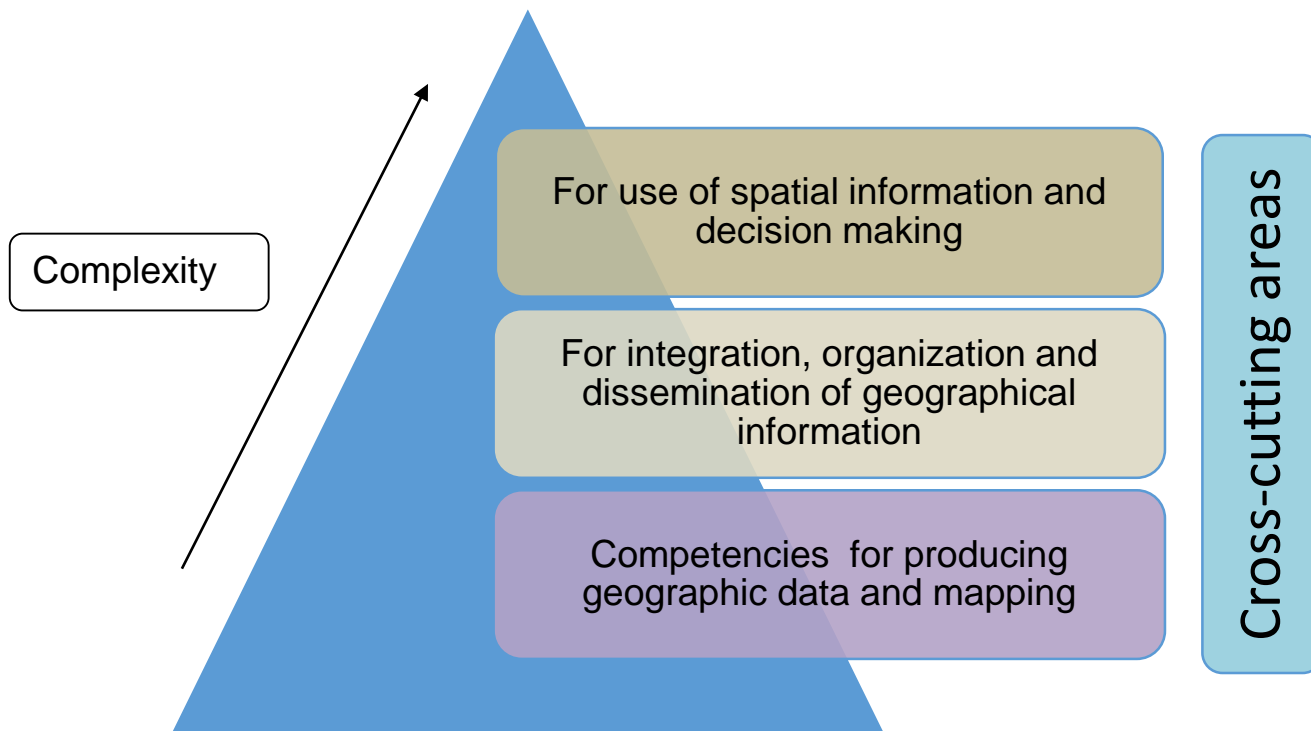 For use of spatial information and
decision making
Complexity
For integration, organization and
dissemination of geographical
information
Competencies  for producing
geographic data and mapping
Cross-cutting areas